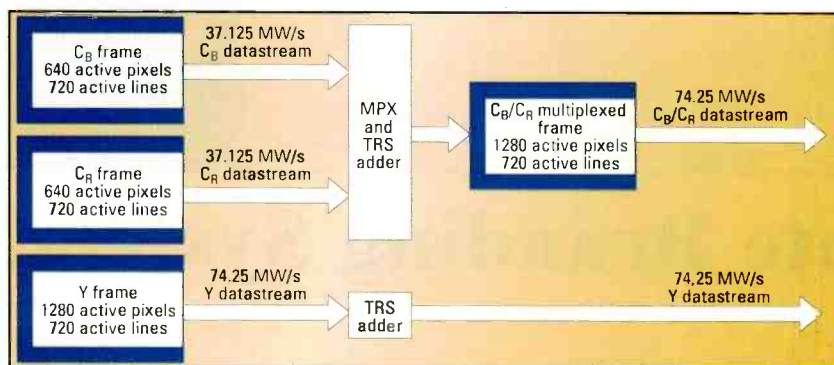 C_B frame
640 active pixels
720 active lines
37.125 MW/s
C_B datastream
C_R frame
640 active pixels
720 active lines
37.125 MW/s
C_R datastream
MPX
and
TRS
adder
C_B/C_R multiplexed
frame
1280 active pixels
720 active lines
74.25 MW/s
C_B/C_R datastream
Y frame
1280 active pixels
720 active lines
74.25 MW/s
Y datastream
TRS
adder
74,25 MW/s
Y datastream